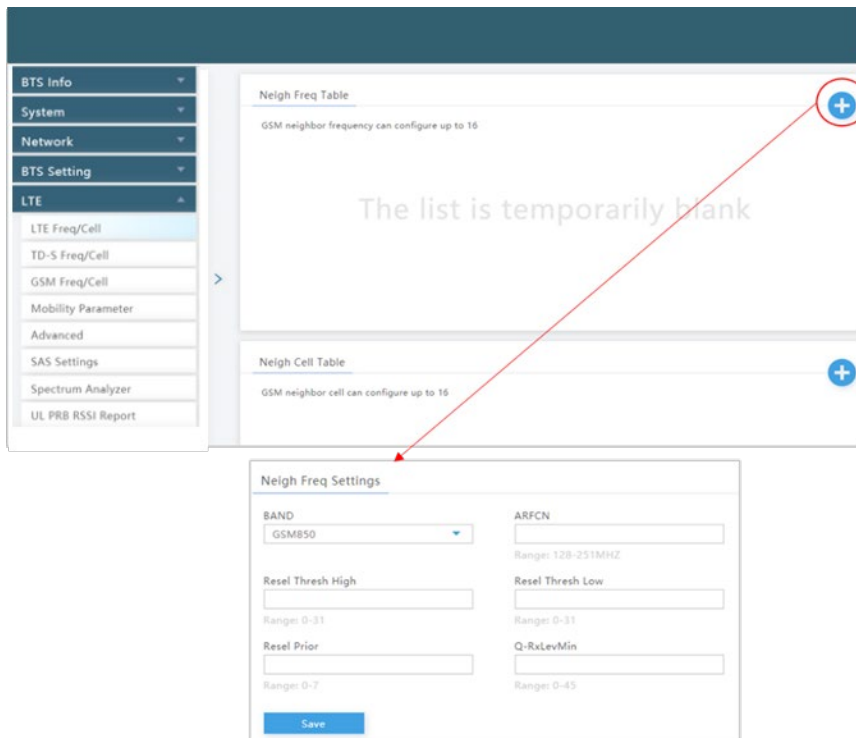 BTS Info
System
Network
BTS Setting
LTE
LTE Freq/Cell
TD-S Freq/Cell
GSM Freq/Cell
Mobility Parameter
Advanced
SAS Settings
Spectrum Analyzer
UL PRB RSSI Report
Neigh Freq Table
GSM neighbor frequency can configure up to 16
The list is temporarily blank
Neigh Cell Table
GSM neighbor cell can configure up to 16
Neigh Freq Settings
BAND ARFCN
GSM850
Range: 128-251MHZ
Resel Thresh High Resel Thresh Low
Range: 0-31 Range: 0-31
Resel Prior Q-RxLevMin
Range: 0-7 Range: 0-45
Save